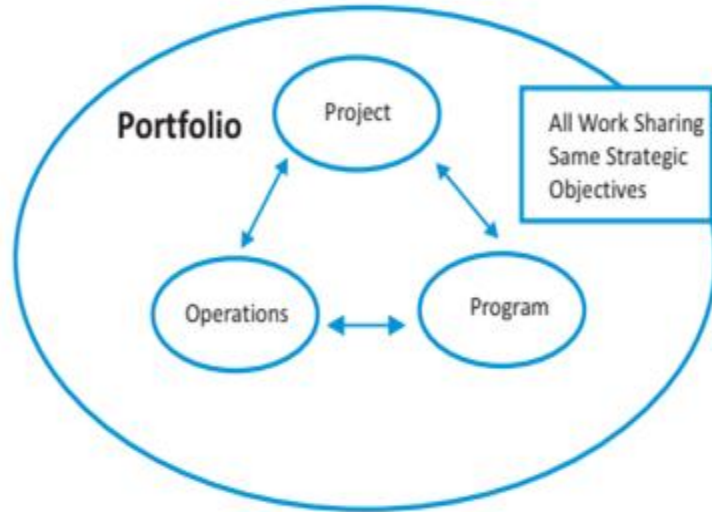 Portfolio
Project
All Work Sharing
Same Strategic
Objectives
Operations
Program